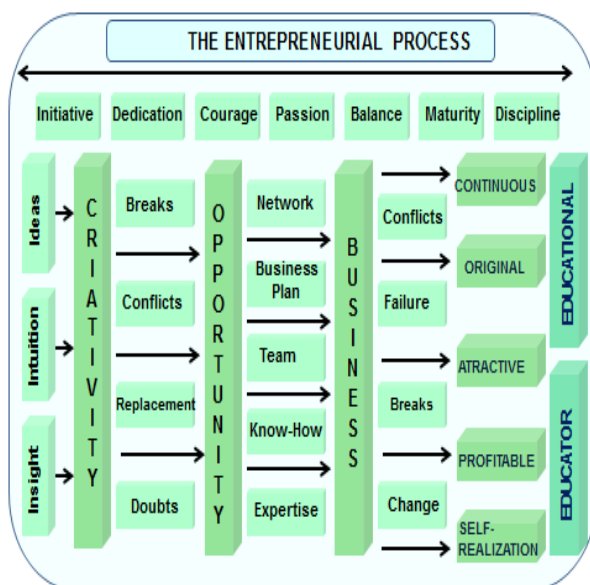 THE ENTREPRENEURIAL PROCESS
Initiative
Dedication
Courage
Passion
Balance
Maturity
Discipline
Ideas
Intuition
Insight
CRIATIVITY
Breaks
Conflicts
Replacement
Doubts
OPPORTUNITY
Network
Business
Plan
Team
Know-How
Expertise
BUSINESS
Conflicts
Failure
Breaks
Change
CONTINUOUS
ORIGINAL
ATRACTIVE
PROFITABLE
SELF-
REALIZATION
EDUCATIONAL
EDUCATOR